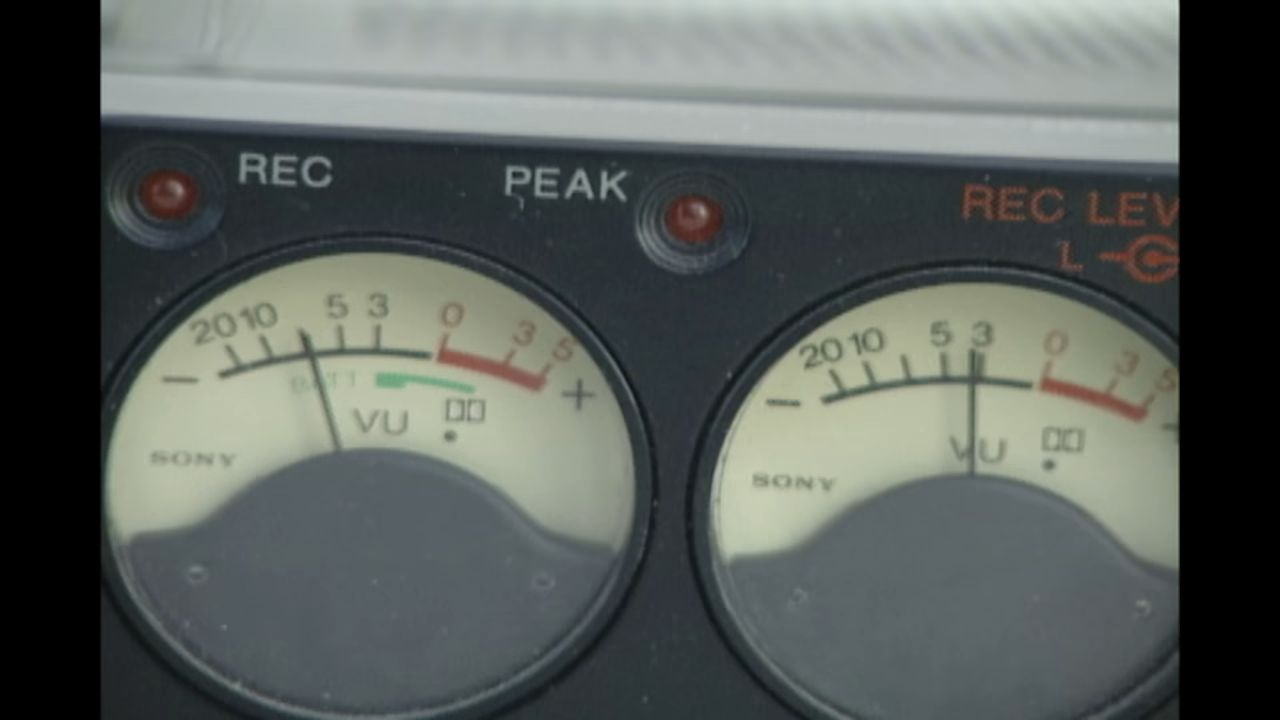 REC
PEAK
REC LEV
L
20 10 5 3 0 3 5
- +
BATT
VU
SONY
20 10 5 3 0 3 5
-
VU
SONY